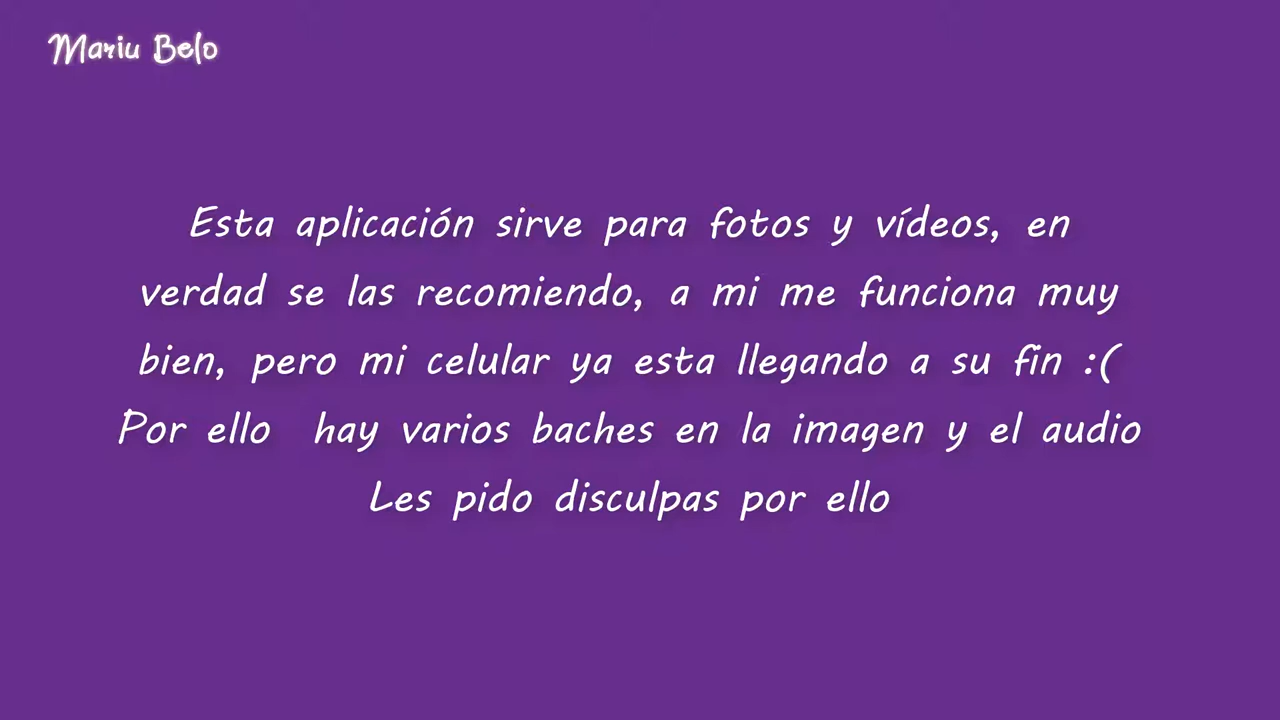 Mariu Belo
Esta aplicación sirve para fotos y vídeos, en
verdad se las recomiendo, a mi me funciona muy
bien, pero mi celular ya esta llegando a su fin :(
Por ello hay varios baches en la imagen y el audio
Les pido disculpas por ello